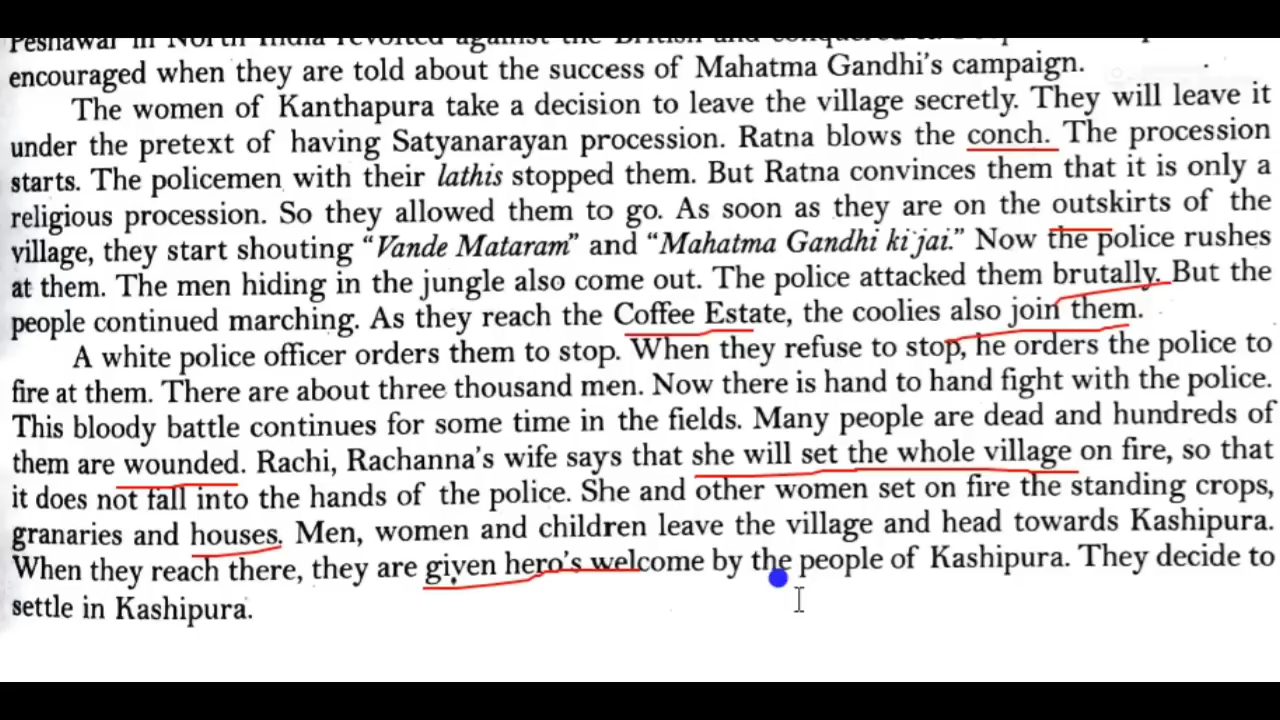 Peshawar in North India revolted against the British and conquered
encouraged when they are told about the success of Mahatma Gandhi's campaign.
The women of Kanthapura take a decision to leave the village secretly. They will leave it
under the pretext of having Satyanarayan procession. Ratna blows the conch. The procession
starts. The policemen with their lathis stopped them. But Ratna convinces them that it is only a
religious procession. So they allowed them to go. As soon as they are on the outskirts of the
village, they start shouting "Vande Mataram" and "Mahatma Gandhi ki jai." Now the police rushes
at them. The men hiding in the jungle also come out. The police attacked them brutally. But the
people continued marching. As they reach the Coffee Estate, the coolies also join them.
A white police officer orders them to stop. When they refuse to stop, he orders the police to
fire at them. There are about three thousand men. Now there is hand to hand fight with the police.
This bloody battle continues for some time in the fields. Many people are dead and hundreds of
them are wounded. Rachi, Rachanna's wife says that she will set the whole village on fire, so that
it does not fall into the hands of the police. She and other women set on fire the standing crops,
granaries and houses. Men, women and children leave the village and head towards Kashipura.
When they reach there, they are given hero's welcome by the people of Kashipura. They decide to
settle in Kashipura.